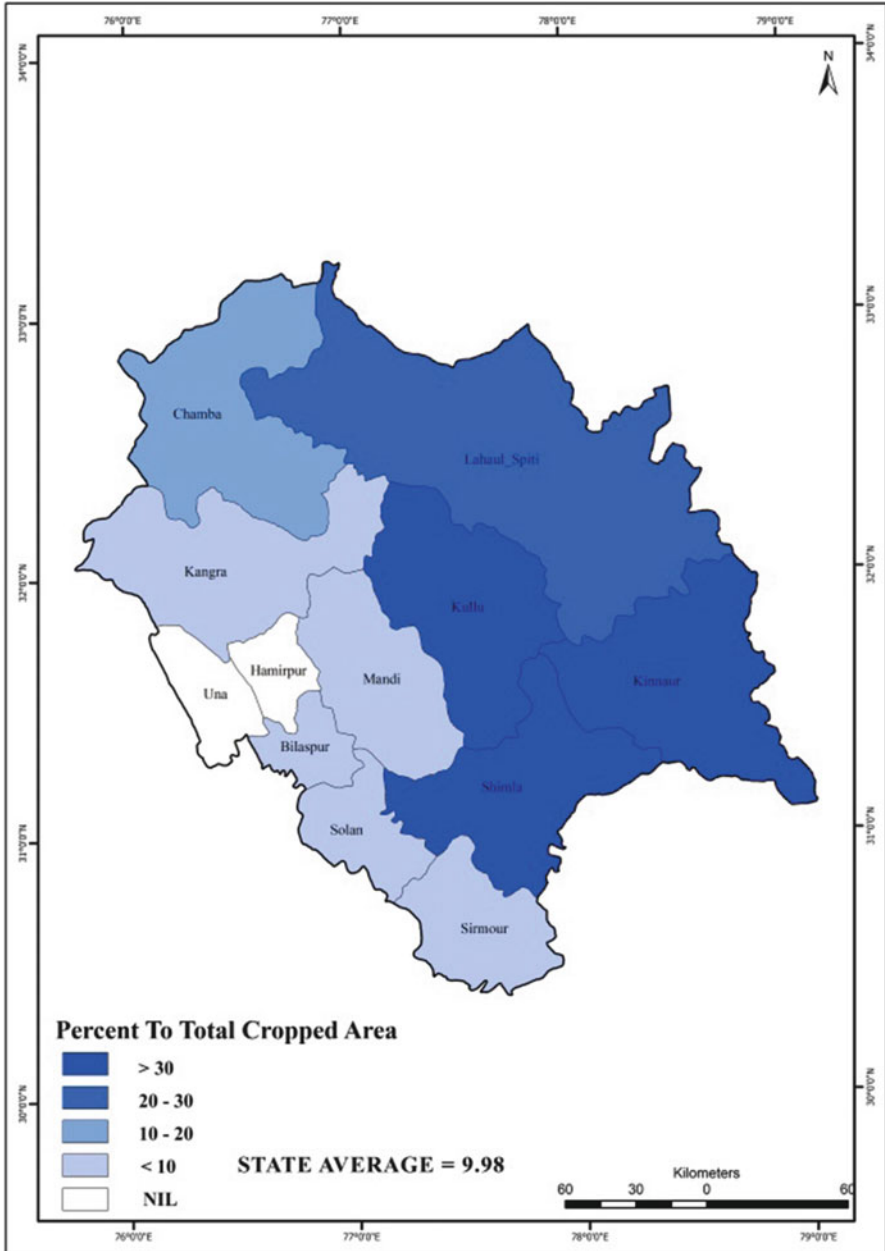 76°0'0"E 77°0'0"E 78°0'0"E 79°0'0"E
34°0'0"N
34°0'0"N
N
33°0'0"N
33°0'0"N
Chamba
Lahaul_Spiti
32°0'0"N
32°0'0"N
Kangra
Kullu
Hamirpur
Una
Mandi
Kinnaur
Bilaspur
Shimla
31°0'0"N
31°0'0"N
Solan
Sirmour
Percent To Total Cropped Area
> 30
20 - 30
10 - 20
< 10 STATE AVERAGE = 9.98
NIL
30°0'0"N
30°0'0"N
Kilometers
60 30 0 60
76°0'0"E 77°0'0"E 78°0'0"E 79°0'0"E